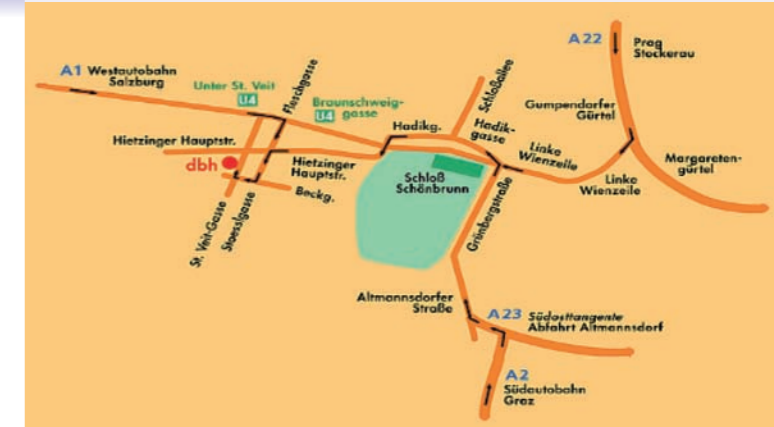 A22
Prag
Stockerau
A1 Westautobahn
Salzburg
Unter St. Veit
U4
Fleschgasse
Braunschweig-
U4 gasse
Schloßallee
Gumpendorfer
Gürtel
Hietzinger Hauptstr.
Hadikg.
Hadik-
gasse
Linke
Wienzeile
Margareten-
gürtel
dbh
Hietzinger
Hauptstr.
Schloß
Schönbrunn
Linke
Wienzeile
Beckg.
St. Veit-Gasse
Stoesslgasse
Grünbergstraße
Altmannsdorfer
Straße
A23 Südosttangente
Abfahrt Altmannsdorf
A2
Südautobahn
Graz